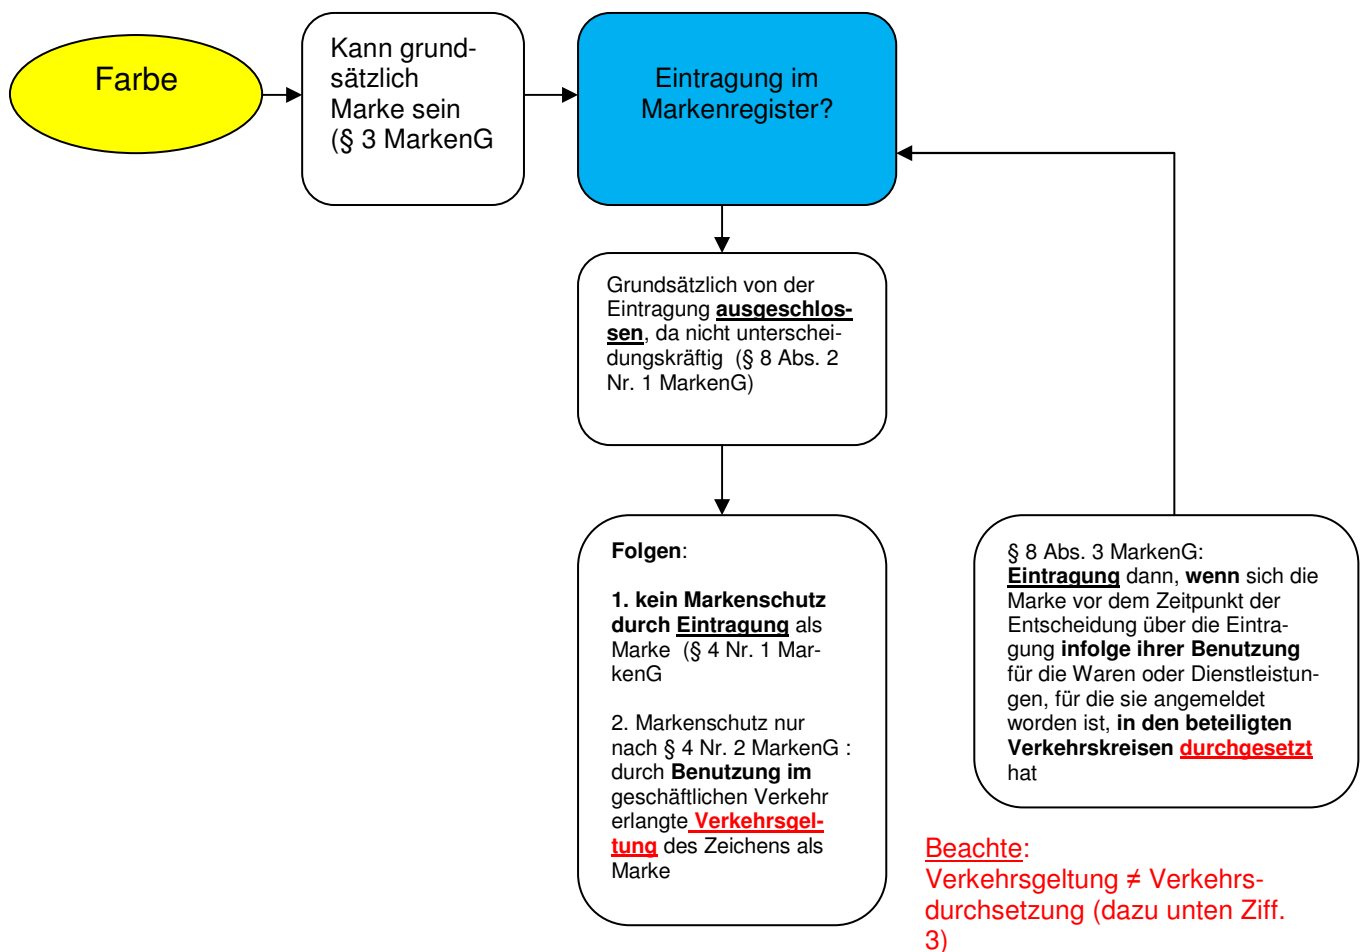 Farbe
Kann grund-
sätzlich
Marke sein
(§ 3 MarkenG
Eintragung im
Markenregister?
Grundsätzlich von der
Eintragung ausgeschlos-
sen, da nicht unterschei-
dungskräftig (§ 8 Abs. 2
Nr. 1 MarkenG)
Folgen:
1. kein Markenschutz
durch Eintragung als
Marke (§ 4 Nr. 1 Mar-
kenG
2. Markenschutz nur
nach § 4 Nr. 2 MarkenG :
durch Benutzung im
geschäftlichen Verkehr
erlangte Verkehrsgel-
tung des Zeichens als
Marke
§ 8 Abs. 3 MarkenG:
Eintragung dann, wenn sich die
Marke vor dem Zeitpunkt der
Entscheidung über die Eintra-
gung infolge ihrer Benutzung
für die Waren oder Dienstleistun-
gen, für die sie angemeldet
worden ist, in den beteiligten
Verkehrskreisen durchgesetzt
hat
Beachte:
Verkehrsgeltung ≠ Verkehrs-
durchsetzung (dazu unten Ziff.
3)